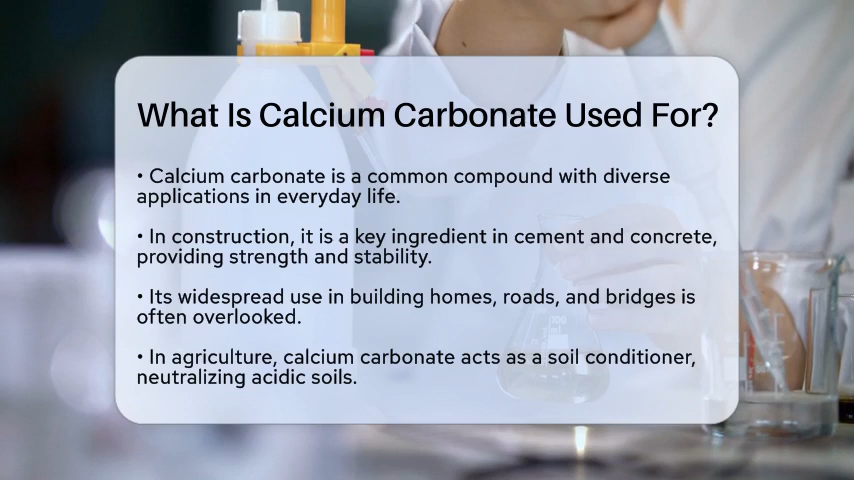 What Is Calcium Carbonate Used For?
• Calcium carbonate is a common compound with diverse
applications in everyday life.
• In construction, it is a key ingredient in cement and concrete,
providing strength and stability.
• Its widespread use in building homes, roads, and bridges is
often overlooked.
• In agriculture, calcium carbonate acts as a soil conditioner,
neutralizing acidic soils.